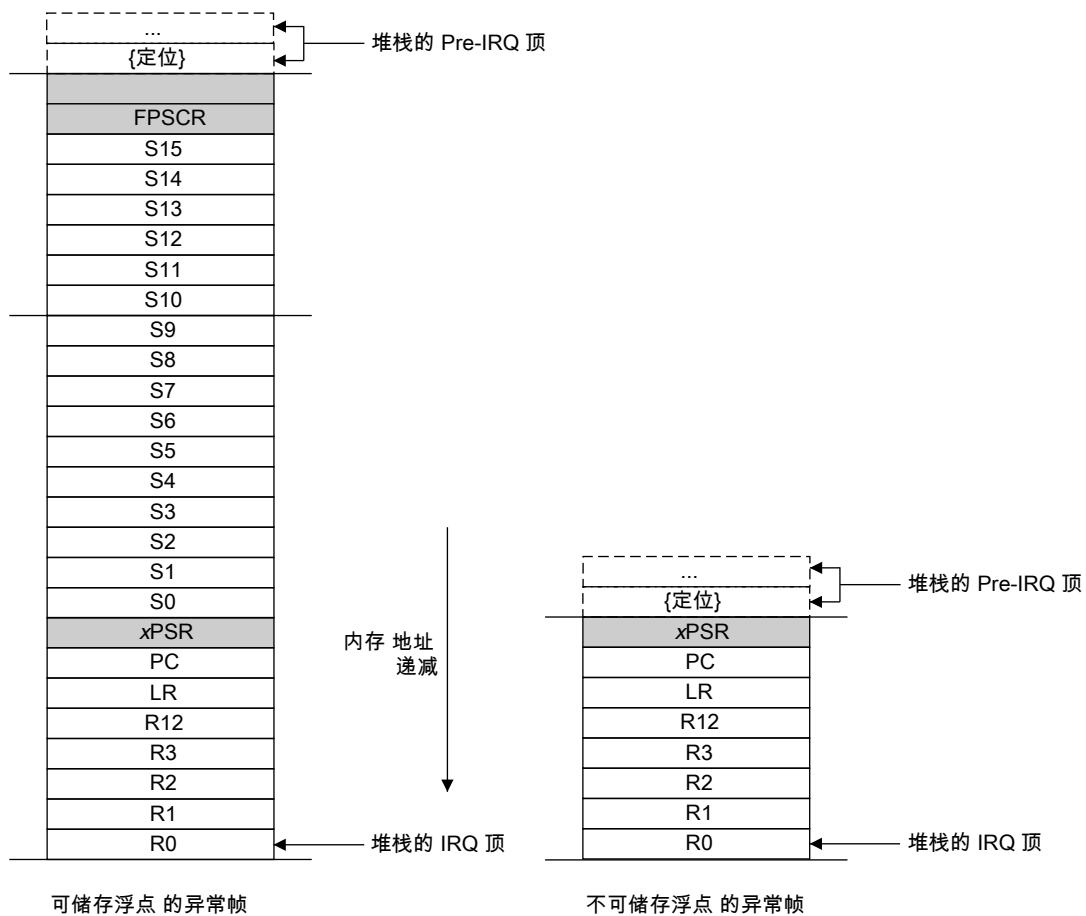 ...
堆栈的 Pre-IRQ 顶
{定位}
FPSCR
S15
S14
S13
S12
S11
S10
S9
S8
S7
S6
S5
S4
S3
S2
S1
S0
xPSR
PC
LR
R12
R3
R2
R1
R0
堆栈的 IRQ 顶
可储存浮点 的异常帧
内存 地址
递减
...
堆栈的 Pre-IRQ 顶
{定位}
xPSR
PC
LR
R12
R3
R2
R1
R0
堆栈的 IRQ 顶
不可储存浮点 的异常帧